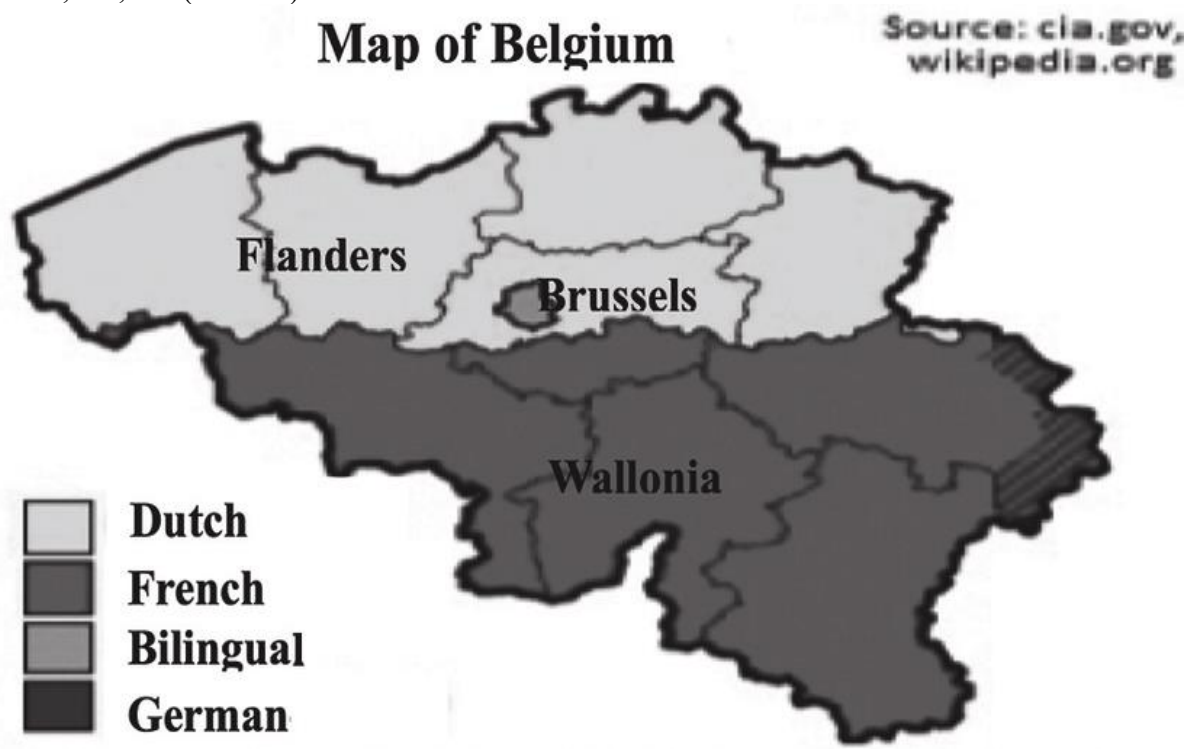 Map of Belgium
Source: cia.gov,
wikipedia.org
Flanders
Brussels
Wallonia
Dutch
French
Bilingual
German